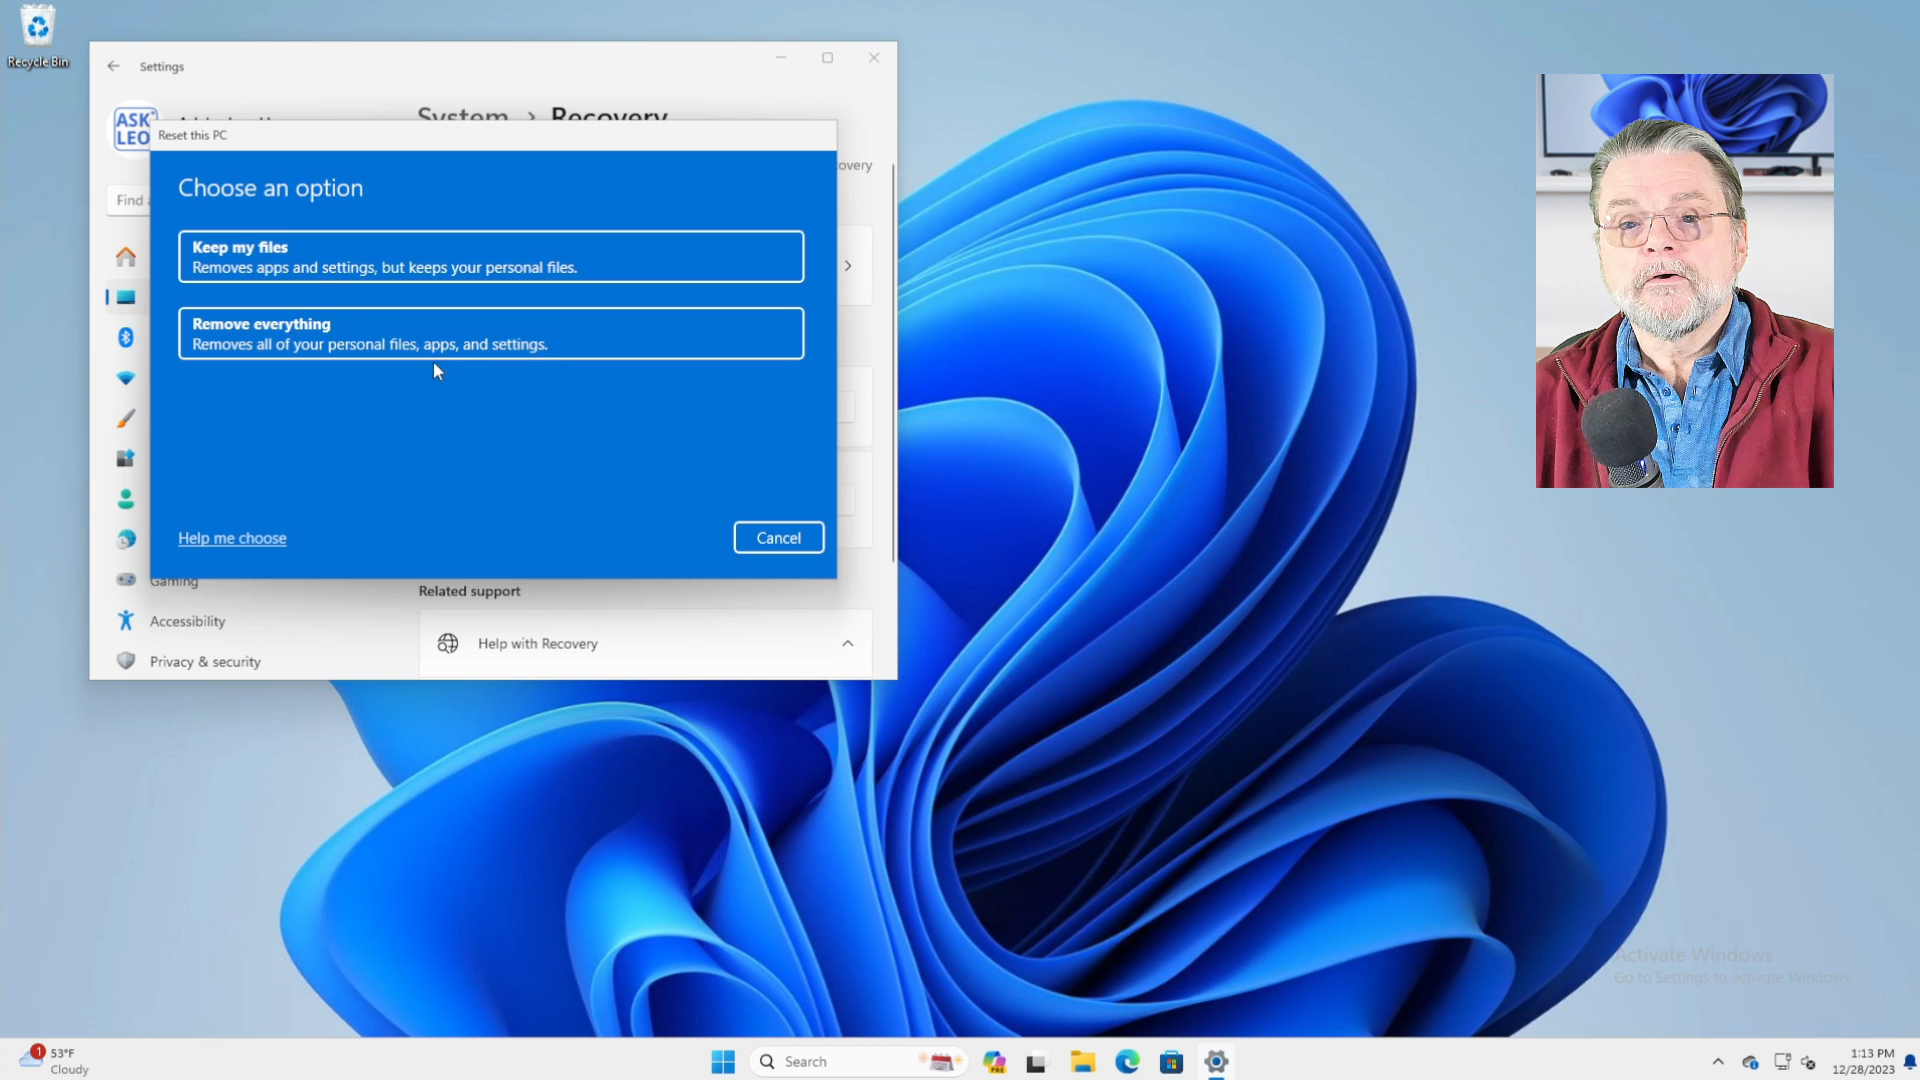 Recycle Bin
Settings
ASK
LEO
System > Recovery
Reset this PC
overy
Choose an option
Find
Keep my files
Removes apps and settings, but keeps your personal files.
Remove everything
Removes all of your personal files, apps, and settings.
Help me choose
Cancel
Gaming
Related support
Accessibility
Help with Recovery
Privacy & security
Activate Windows
Go to Settings to activate Windows.
1
53°F
Cloudy
Search
PRE
1:13 PM
12/28/2023